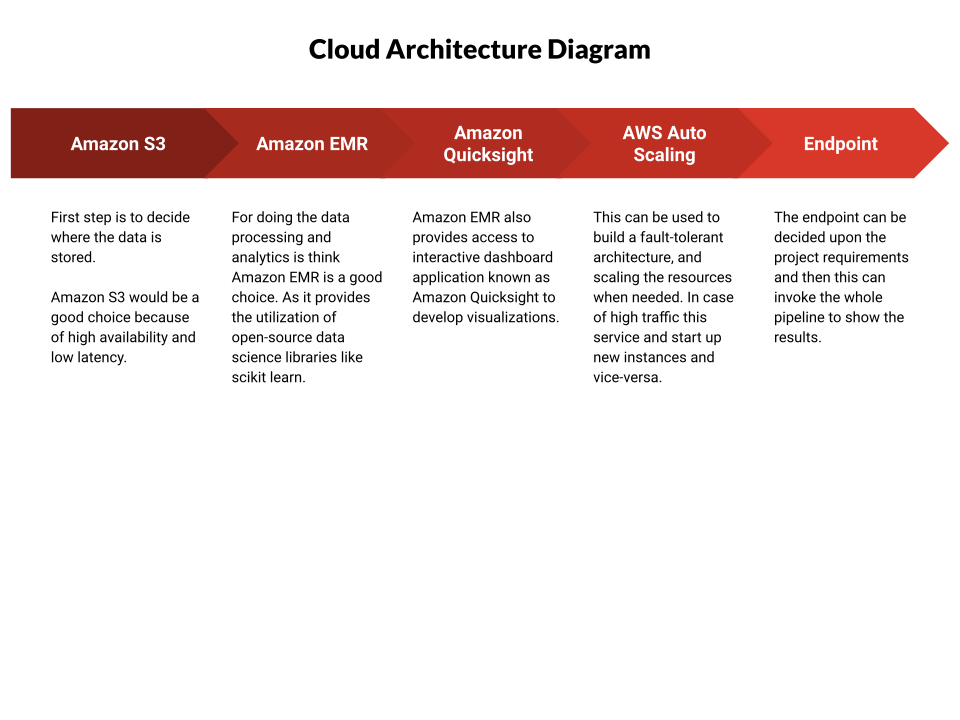 Cloud Architecture Diagram
Amazon S3
Amazon EMR
Amazon
Quicksight
AWS Auto
Scaling
Endpoint
First step is to decide
where the data is
stored.
Amazon S3 would be a
good choice because
of high availability and
low latency.
For doing the data
processing and
analytics is think
Amazon EMR is a good
choice. As it provides
the utilization of
open-source data
science libraries like
scikit learn.
Amazon EMR also
provides access to
interactive dashboard
application known as
Amazon Quicksight to
develop visualizations.
This can be used to
build a fault-tolerant
architecture, and
scaling the resources
when needed. In case
of high traffic this
service and start up
new instances and
vice-versa.
The endpoint can be
decided upon the
project requirements
and then this can
invoke the whole
pipeline to show the
results.